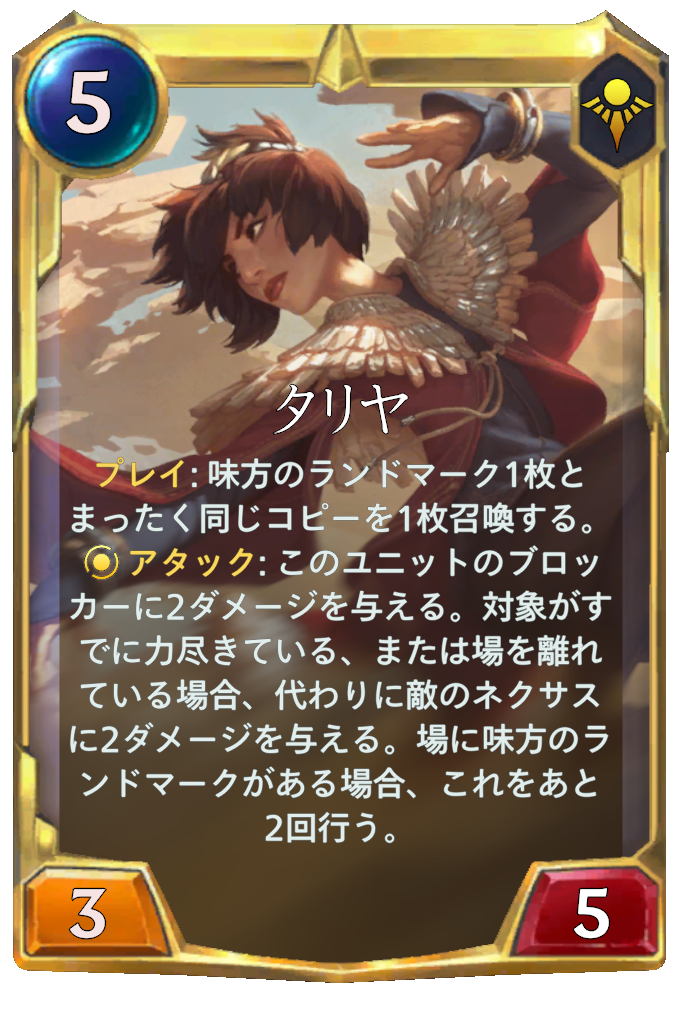 5
タリヤ
プレイ: 味方のランドマーク1枚と
まったく同じコピーを1枚召喚する。
アタック: このユニットのブロッ
カーに2ダメージを与える。対象がす
でに力尽きている、または場を離れ
ている場合、代わりに敵のネクサス
に2ダメージを与える。場に味方のラ
ンドマークがある場合、これをあと
2回行う。
3
5